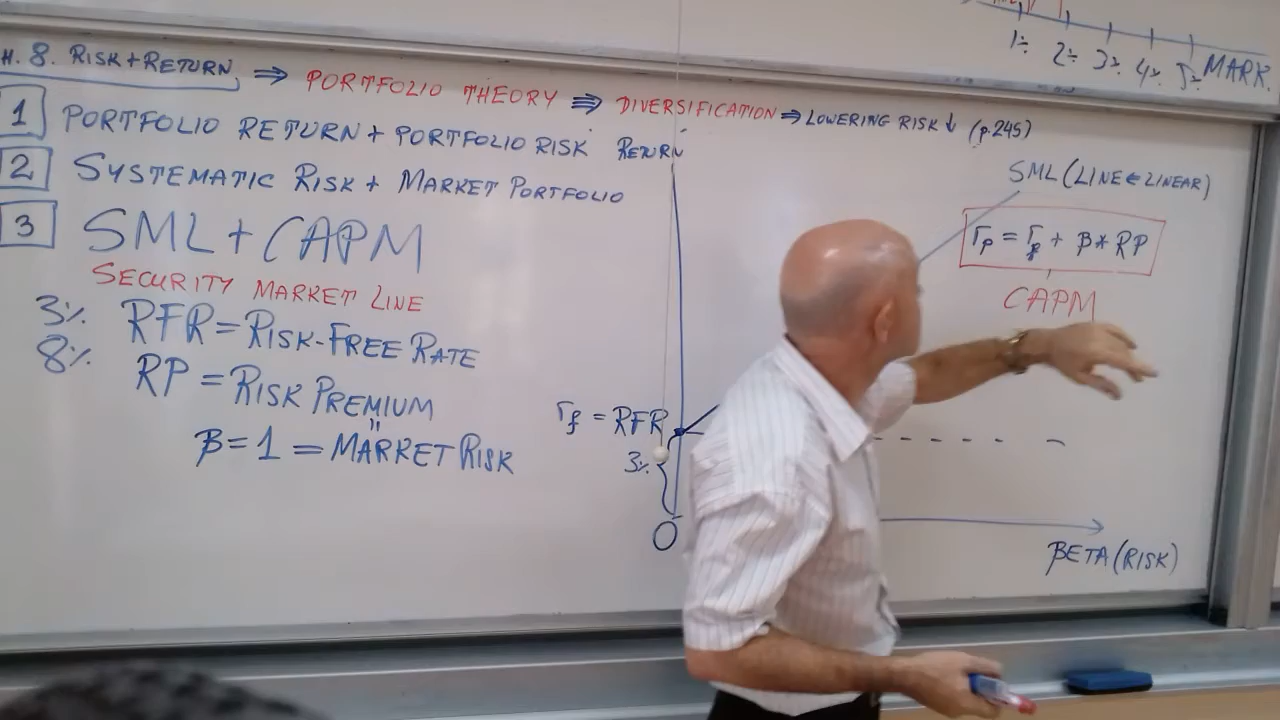 H. 8. RISK+RETURN ⇒ PORTFOLIO THEORY ⇒ DIVERSIFICATION ⇒ LOWERING RISK ↓ (p.245)
1 PORTFOLIO RETURN + PORTFOLIO RISK
2 SYSTEMATIC RISK + MARKET PORTFOLIO
3 SML + CAPM
SECURITY MARKET LINE
3% RFR = RISK-FREE RATE
8% RP = RISK PREMIUM
"
β = 1 = MARKET RISK
RETURN
rf = RFR
3%
0
SML (LINE ← LINEAR)
rp = rf + β * RP
CAPM
BETA (RISK)
1% 2% 3% 4% 5% MARK.